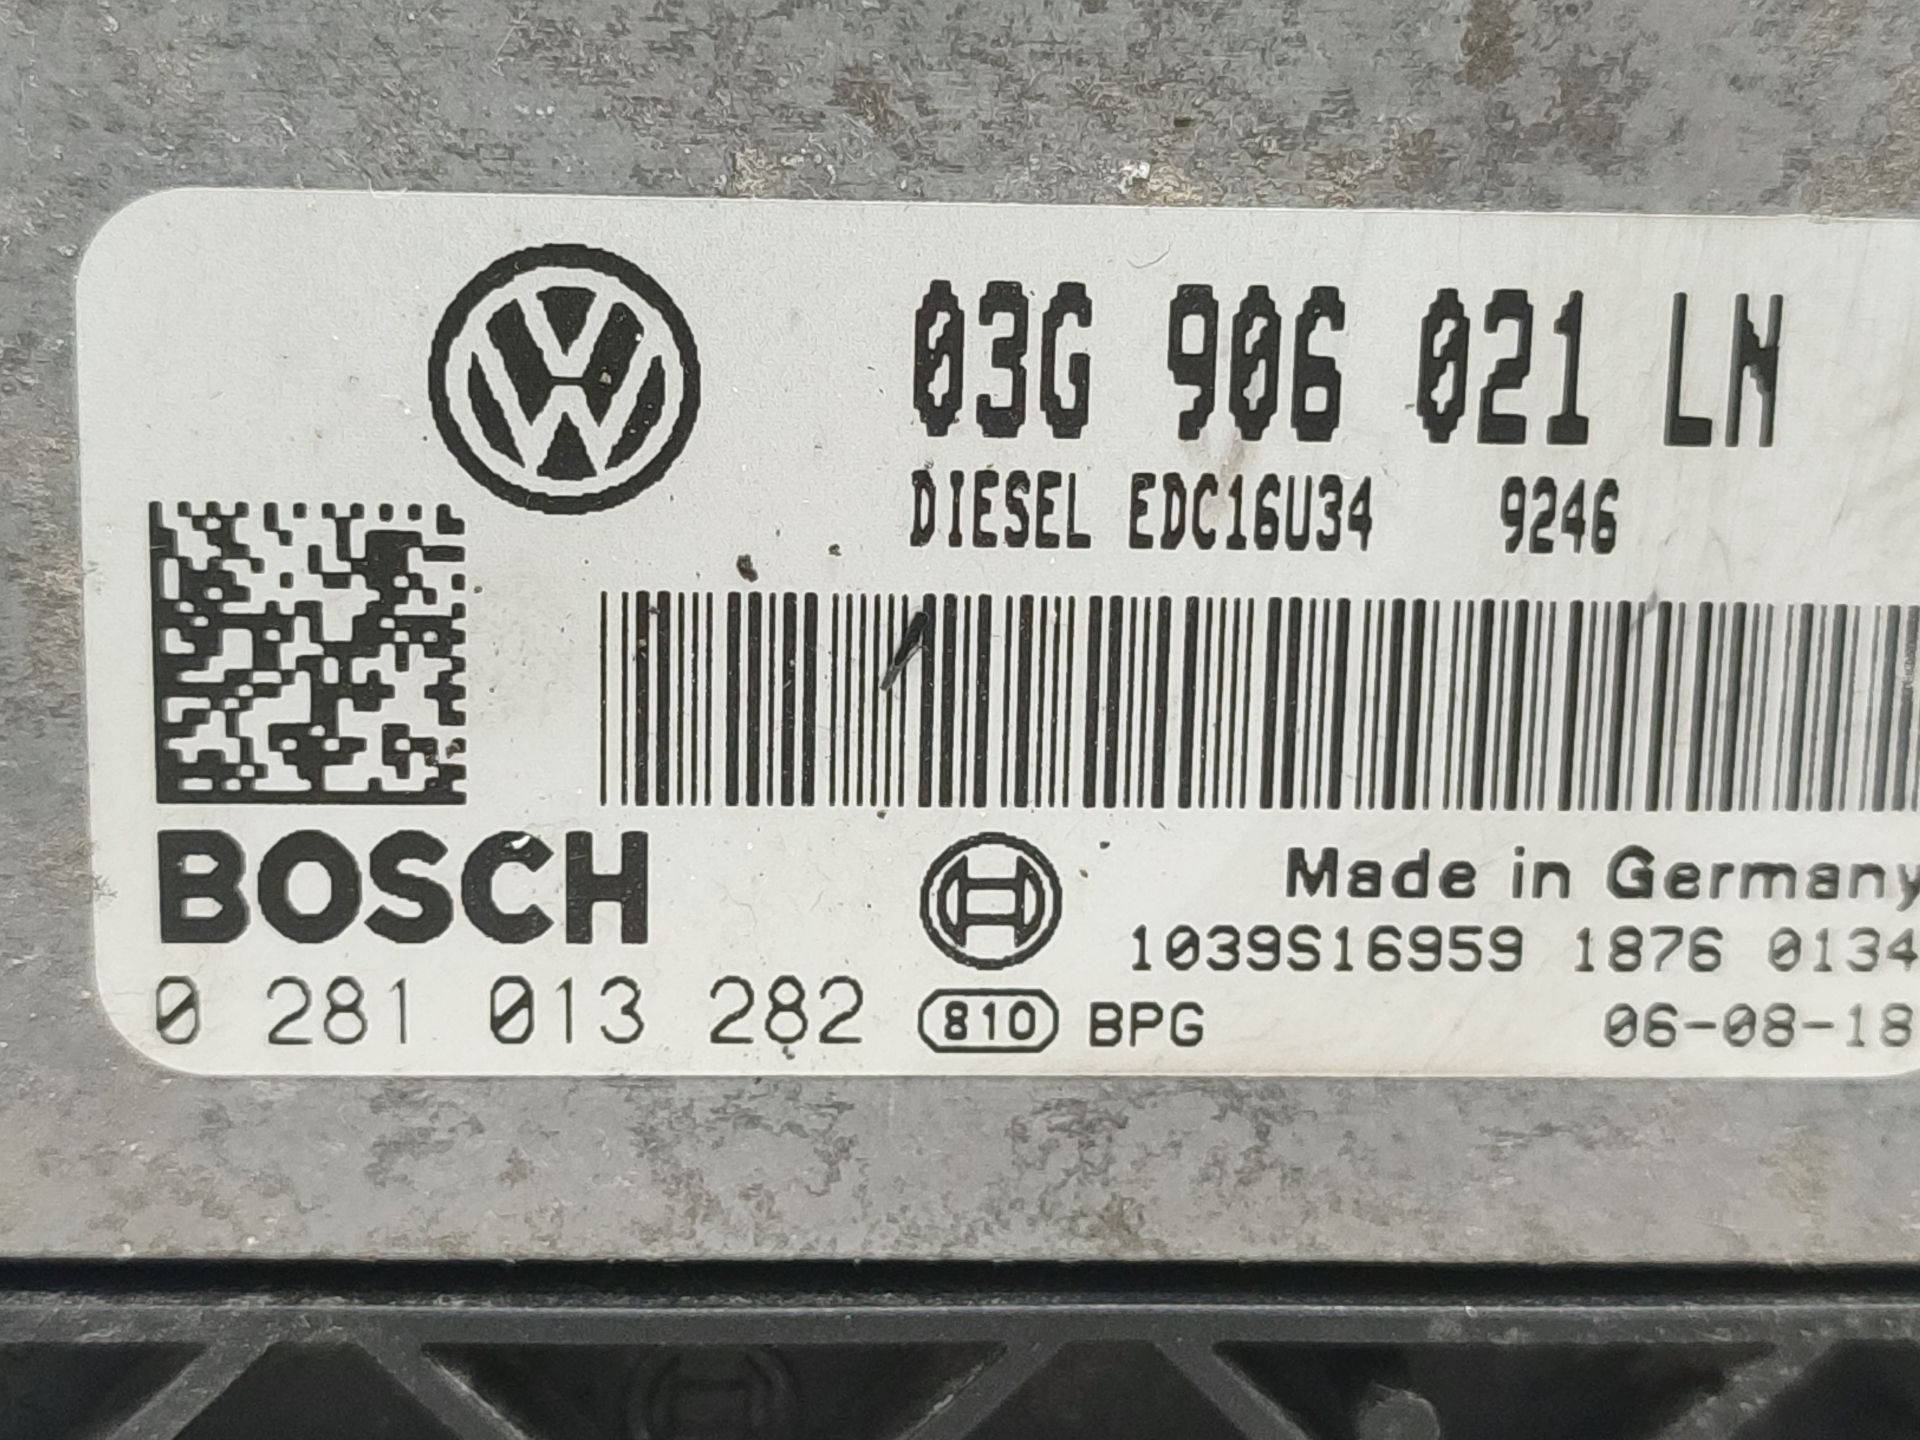 03G 906 021 LN
DIESEL EDC16U34 9246
BOSCH
Made in Germany
1039S16959 1876 0134
0 281 013 282
810 BPG
06-08-18